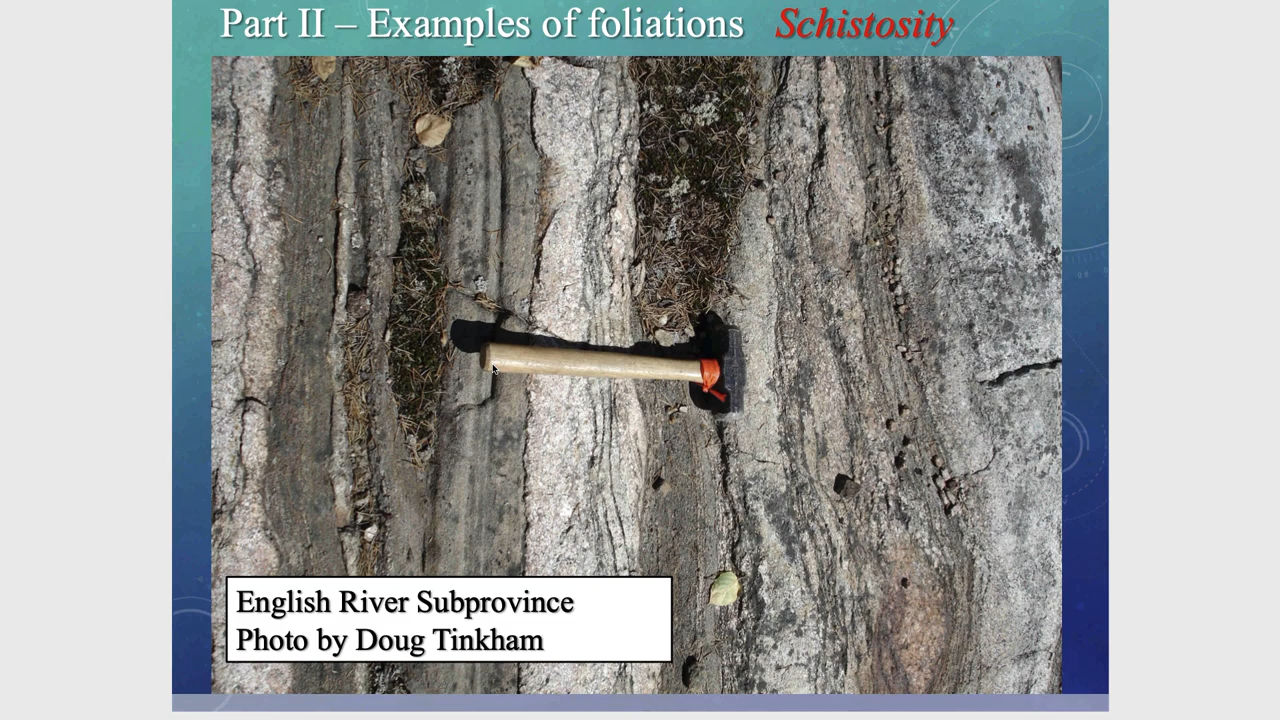 Part II – Examples of foliations Schistosity
English River Subprovince
Photo by Doug Tinkham